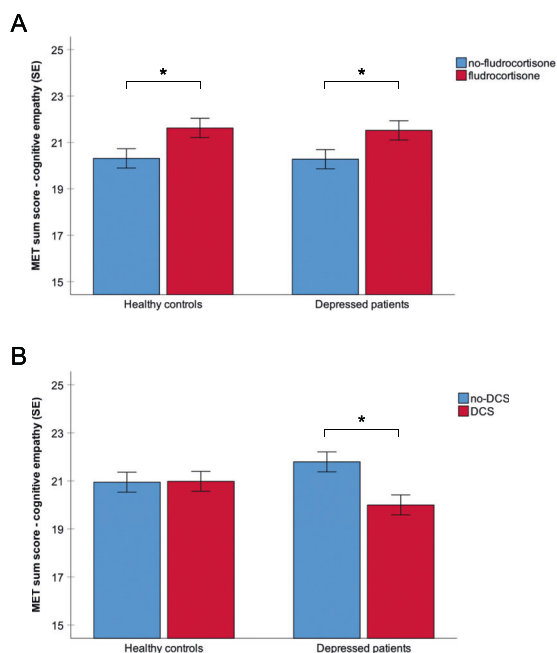 A
MET sum score - cognitive empathy (SE)
25
23
21
19
17
15
*
*
no-fludrocortisone
fludrocortisone
Healthy controls
Depressed patients
B
MET sum score - cognitive empathy (SE)
25
23
21
19
17
15
*
no-DCS
DCS
Healthy controls
Depressed patients